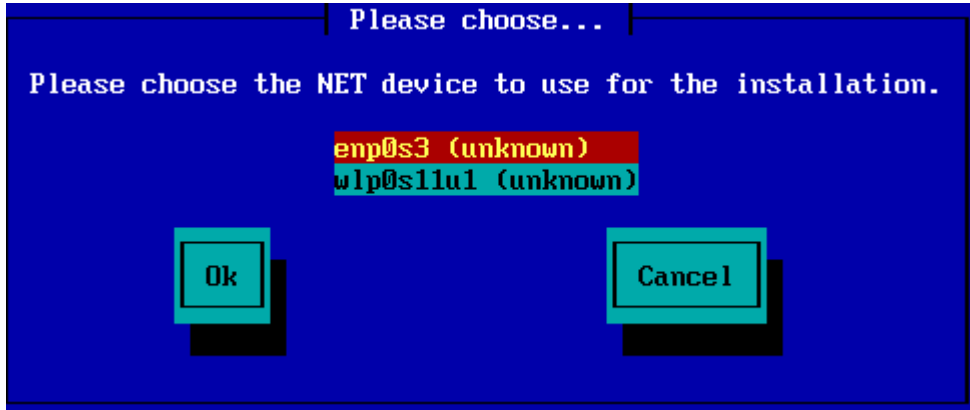 Please choose...
Please choose the NET device to use for the installation.
enp0s3 (unknown)
wlp0s11u1 (unknown)
Ok
Cancel